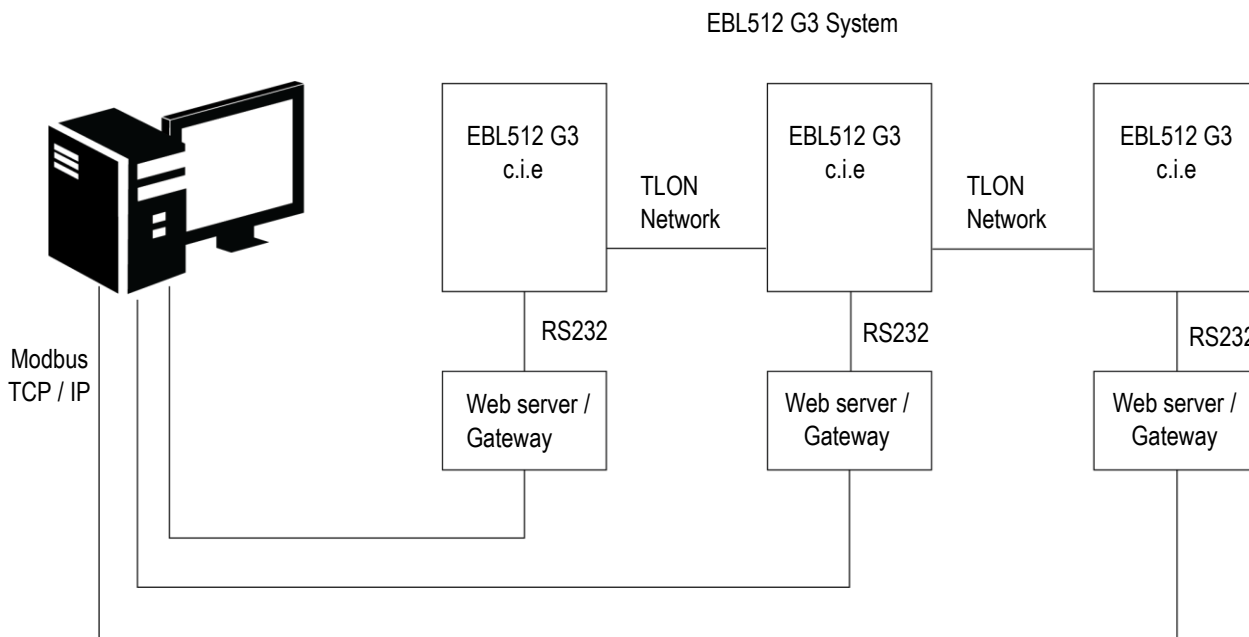 EBL512 G3 System
EBL512 G3
c.i.e
EBL512 G3
c.i.e
EBL512 G3
c.i.e
TLON
Network
TLON
Network
RS232
RS232
RS232
Modbus
TCP / IP
Web server /
Gateway
Web server /
Gateway
Web server /
Gateway